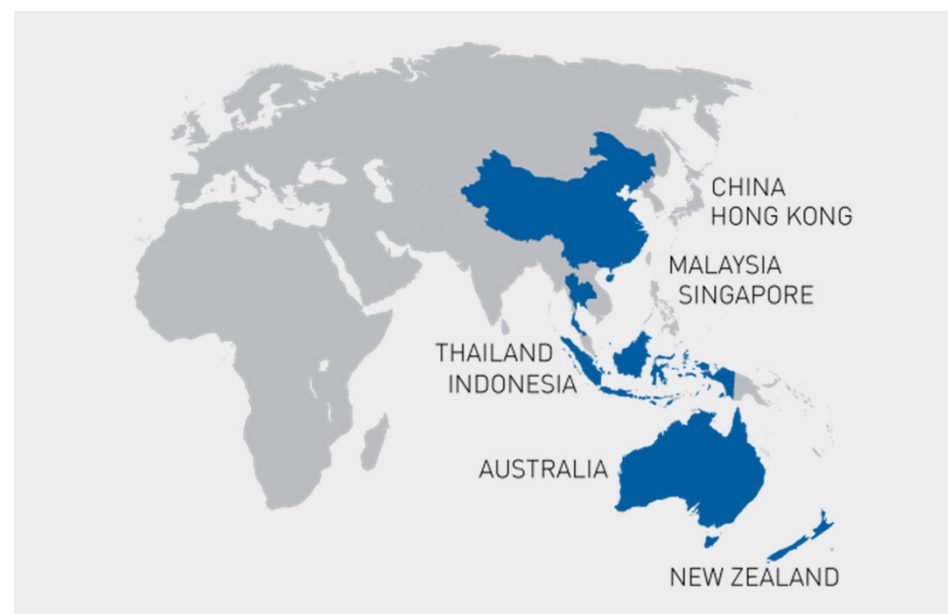 CHINA
HONG KONG
MALAYSIA
SINGAPORE
THAILAND
INDONESIA
AUSTRALIA
NEW ZEALAND